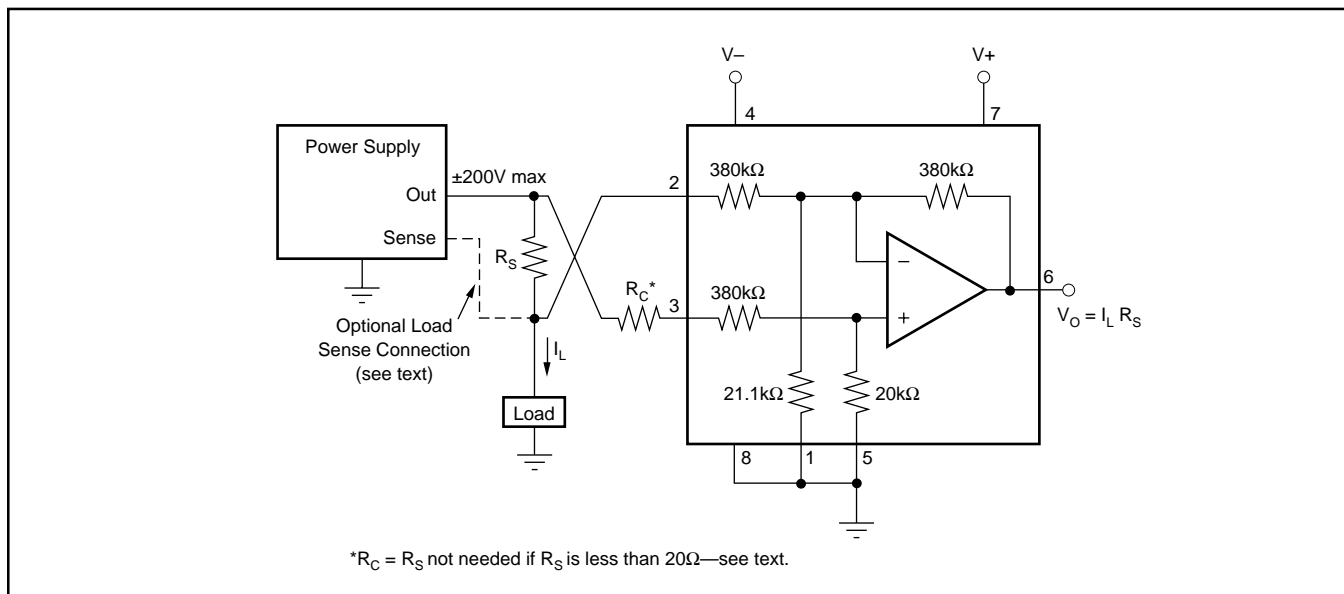 V–
V+
4
7
Power Supply
±200V max
Out
Sense
2
380kΩ
380kΩ
R_S
–
R_C*
3
380kΩ
+
6
V_O = I_L R_S
Optional Load
Sense Connection
(see text)
I_L
21.1kΩ
20kΩ
Load
8
1
5
*R_C = R_S not needed if R_S is less than 20Ω—see text.